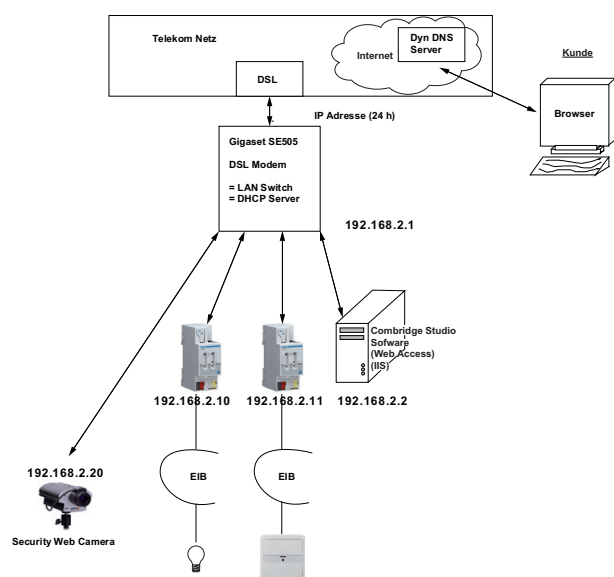 Telekom Netz
Dyn DNS
Server
Internet
Kunde
DSL
Browser
IP Adresse (24 h)
Gigaset SE505
DSL Modem
= LAN Switch
= DHCP Server
192.168.2.1
Combridge Studio
Sofware
(Web Access)
(IIS)
192.168.2.10
192.168.2.11
192.168.2.2
192.168.2.20
EIB
EIB
Security Web Camera